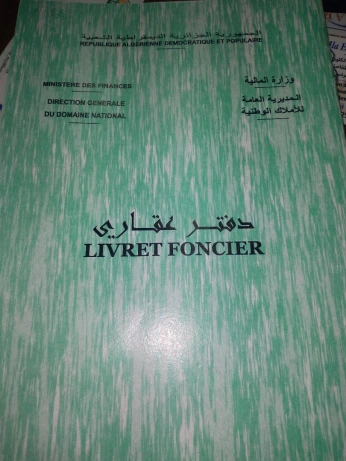 الجمهورية الجزائرية الديمقراطية الشعبية
REPUBLIQUE ALGERIENNE DEMOCRATIQUE ET POPULAIRE
MINISTERE DES FINANCES
وزارة المالية
DIRECTION GENERALE
DU DOMAINE NATIONAL
المديرية العامة
للأملاك الوطنية
دفتر عقاري
LIVRET FONCIER